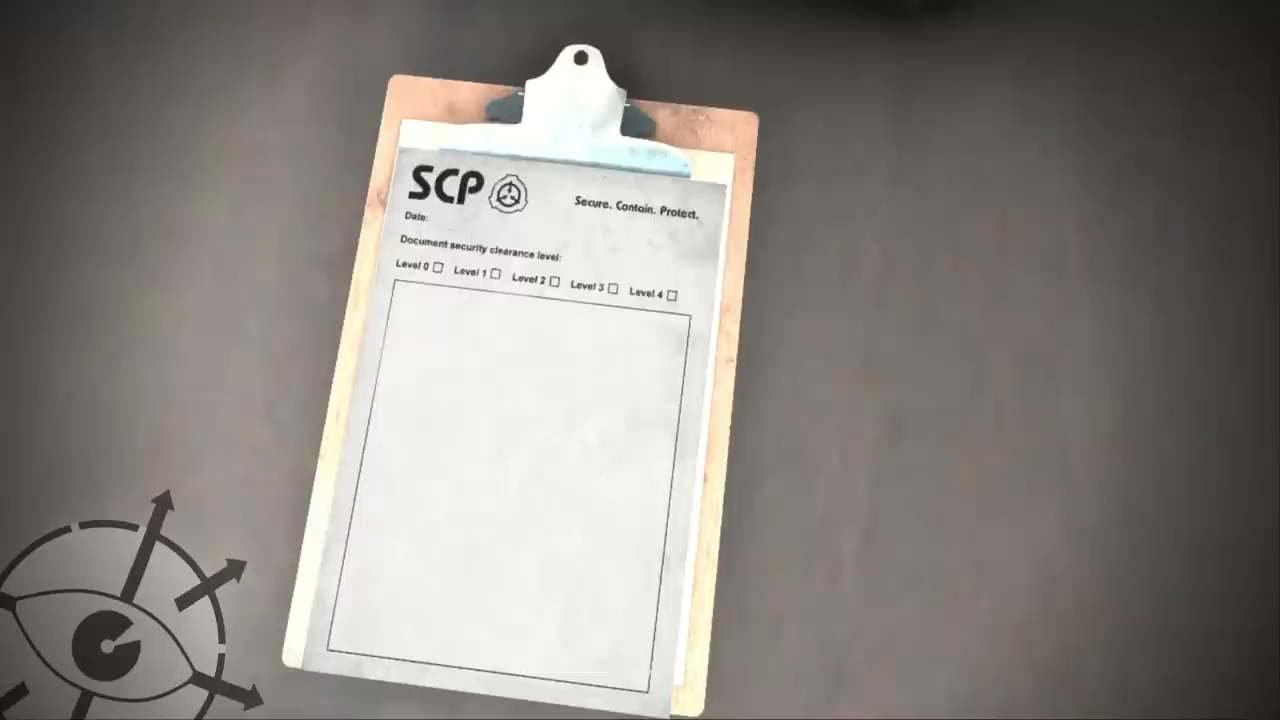 SCP
Secure. Contain. Protect.
Date:
Document security clearance level:
Level 0 Level 1 Level 2 Level 3 Level 4